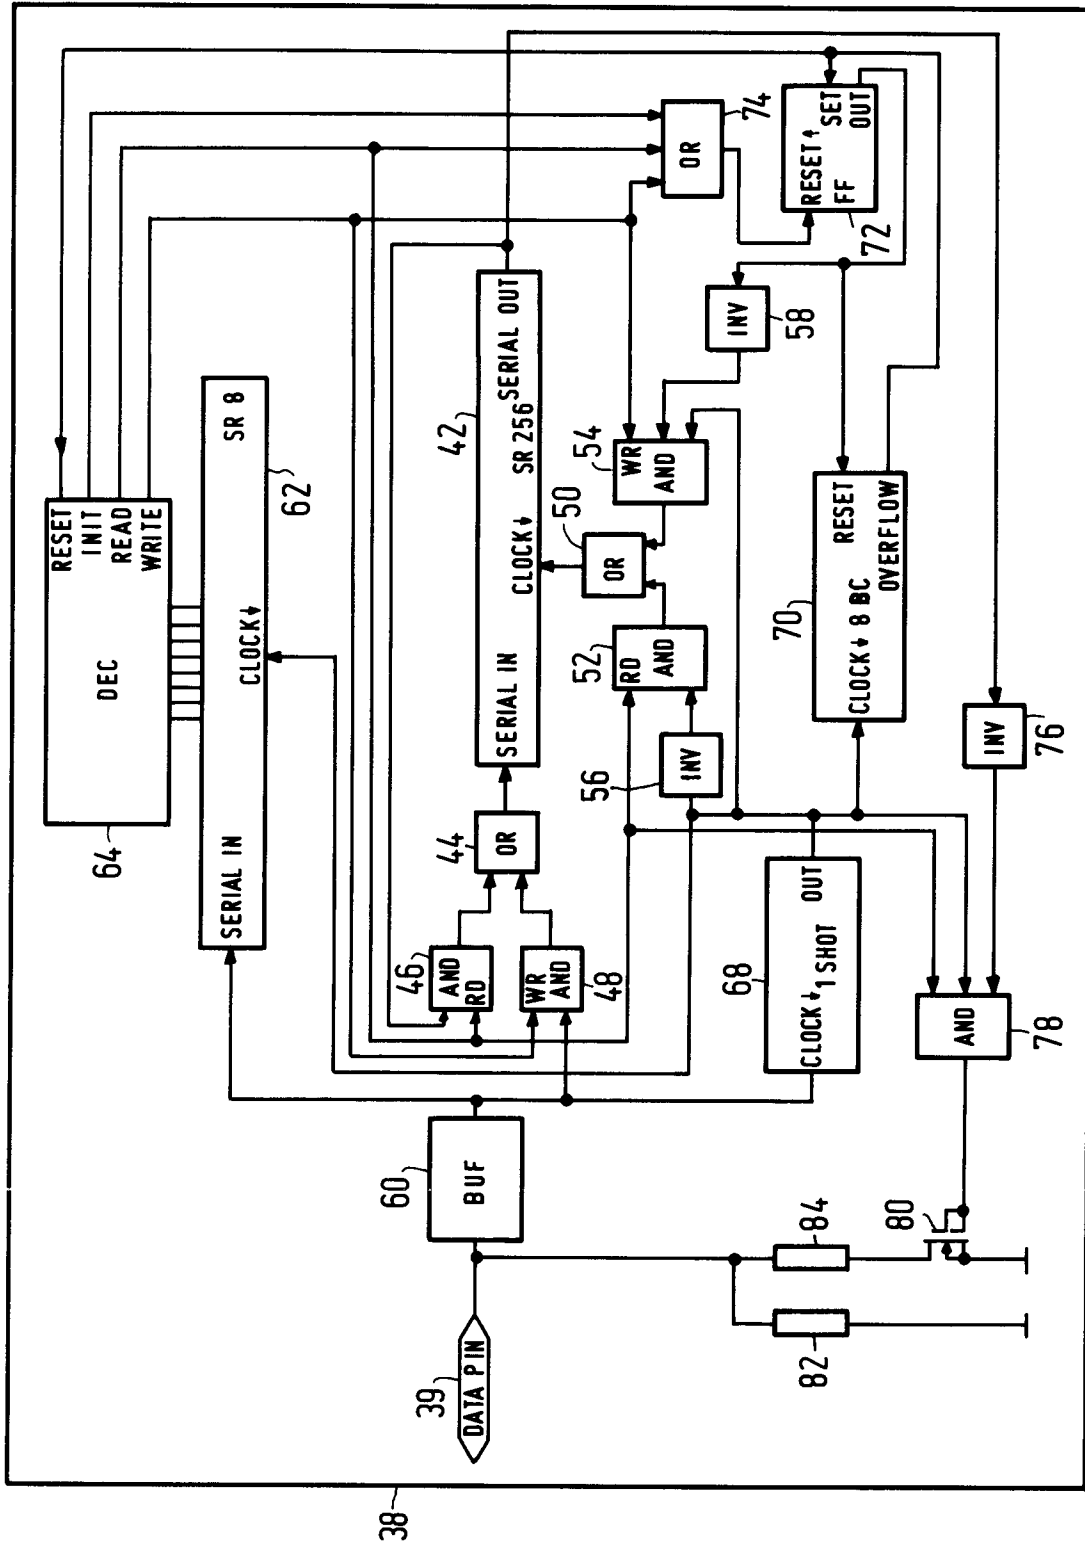 38
39
DATA PIN
60
BUF
82
84
80
64
DEC
RESET
INIT
READ
WRITE
SERIAL IN
CLOCK↓
SR 8
62
46
AND
RD
WR
AND
48
44
OR
42
SERIAL IN
CLOCK↓
SR 256
SERIAL OUT
50
OR
52
RD
AND
54
WR
AND
56
INV
58
INV
74
OR
RESET↑
SET
FF
OUT
72
68
CLOCK↓
1 SHOT
OUT
70
CLOCK↓ 8 BC
RESET
OVERFLOW
INV
76
AND
78